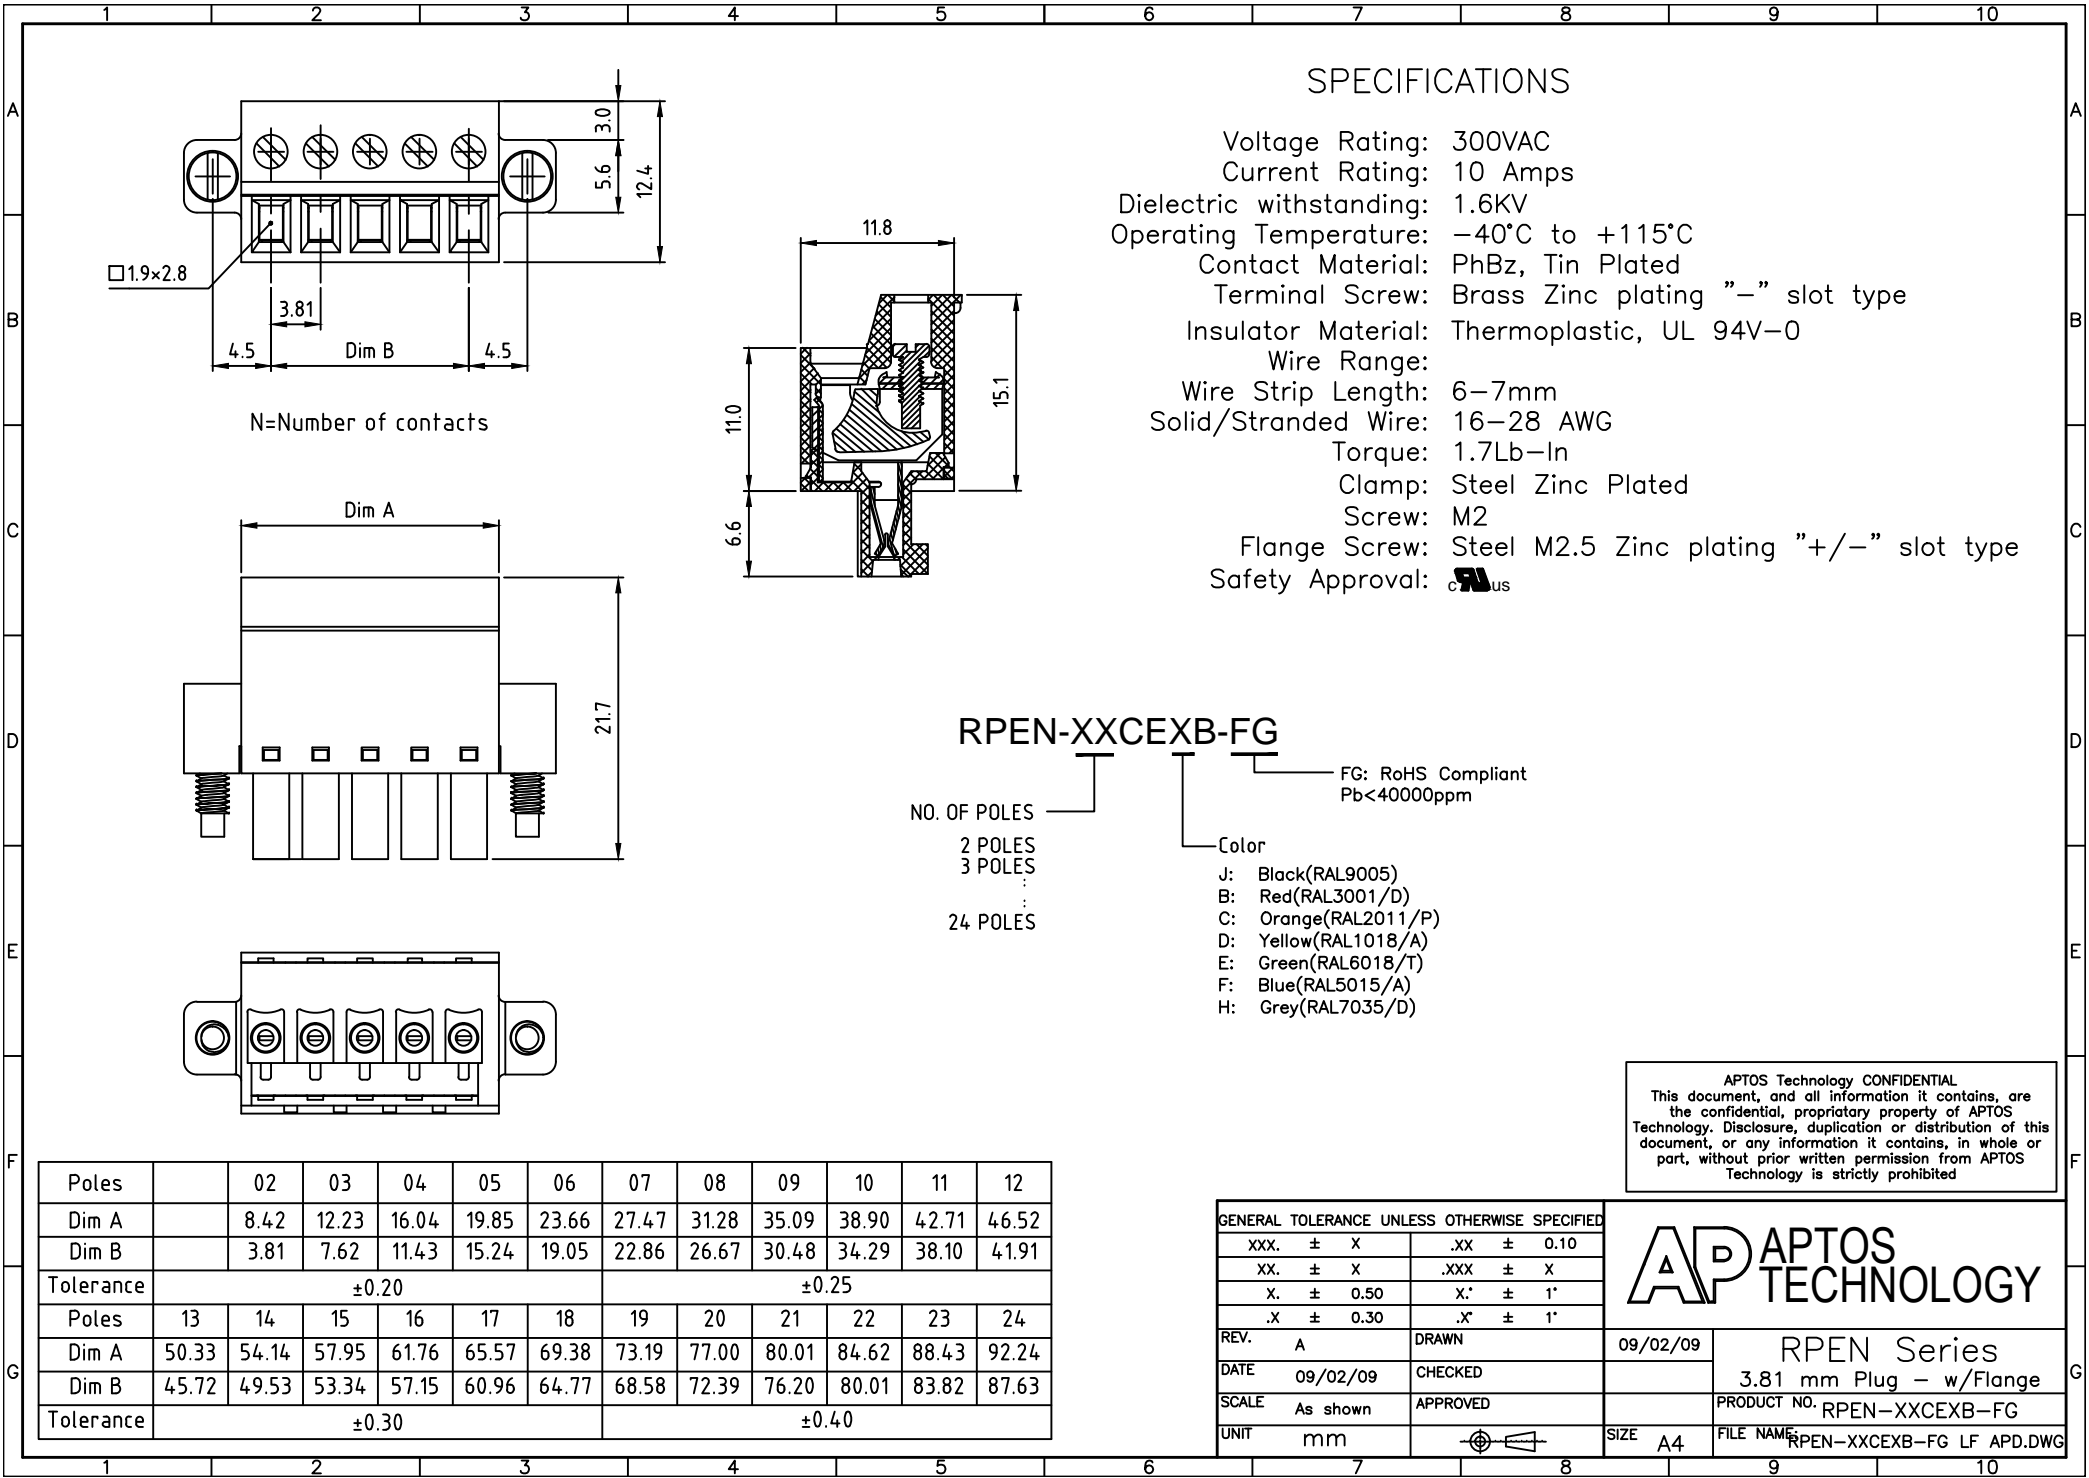 1 2 3 4 5 6 7 8 9 10
A
B
C
D
E
F
G
3.0
5.6
12.4
□1.9×2.8
3.81
4.5 Dim B 4.5
N=Number of contacts
Dim A
21.7
11.8
11.0
15.1
6.6
SPECIFICATIONS
Voltage Rating: 300VAC
Current Rating: 10 Amps
Dielectric withstanding: 1.6KV
Operating Temperature: −40°C to +115°C
Contact Material: PhBz, Tin Plated
Terminal Screw: Brass Zinc plating "−" slot type
Insulator Material: Thermoplastic, UL 94V−0
Wire Range:
Wire Strip Length: 6−7mm
Solid/Stranded Wire: 16−28 AWG
Torque: 1.7Lb−In
Clamp: Steel Zinc Plated
Screw: M2
Flange Screw: Steel M2.5 Zinc plating "+/−" slot type
Safety Approval: c RU us
RPEN-XXCEXB-FG
FG: RoHS Compliant
Pb<40000ppm
NO. OF POLES
2 POLES
3 POLES
:
:
24 POLES
Color
J: Black(RAL9005)
B: Red(RAL3001/D)
C: Orange(RAL2011/P)
D: Yellow(RAL1018/A)
E: Green(RAL6018/T)
F: Blue(RAL5015/A)
H: Grey(RAL7035/D)
Poles 02 03 04 05 06 07 08 09 10 11 12
Dim A 8.42 12.23 16.04 19.85 23.66 27.47 31.28 35.09 38.90 42.71 46.52
Dim B 3.81 7.62 11.43 15.24 19.05 22.86 26.67 30.48 34.29 38.10 41.91
Tolerance ±0.20 ±0.25
Poles 13 14 15 16 17 18 19 20 21 22 23 24
Dim A 50.33 54.14 57.95 61.76 65.57 69.38 73.19 77.00 80.01 84.62 88.43 92.24
Dim B 45.72 49.53 53.34 57.15 60.96 64.77 68.58 72.39 76.20 80.01 83.82 87.63
Tolerance ±0.30 ±0.40
APTOS Technology CONFIDENTIAL
This document, and all information it contains, are
the confidential, propriatary property of APTOS
Technology. Disclosure, duplication or distribution of this
document, or any information it contains, in whole or
part, without prior written permission from APTOS
Technology is strictly prohibited
GENERAL TOLERANCE UNLESS OTHERWISE SPECIFIED
XXX. ± X .XX ± 0.10
XX. ± X .XXX ± X
X. ± 0.50 X.° ± 1°
.X ± 0.30 .X° ± 1°
AP APTOS
TECHNOLOGY
REV. A DRAWN 09/02/09
DATE 09/02/09 CHECKED
SCALE As shown APPROVED
UNIT mm
SIZE A4
RPEN Series
3.81 mm Plug − w/Flange
PRODUCT NO. RPEN−XXCEXB−FG
FILE NAME: RPEN−XXCEXB−FG LF APD.DWG
A
B
C
D
E
F
G
1 2 3 4 5 6 7 8 9 10